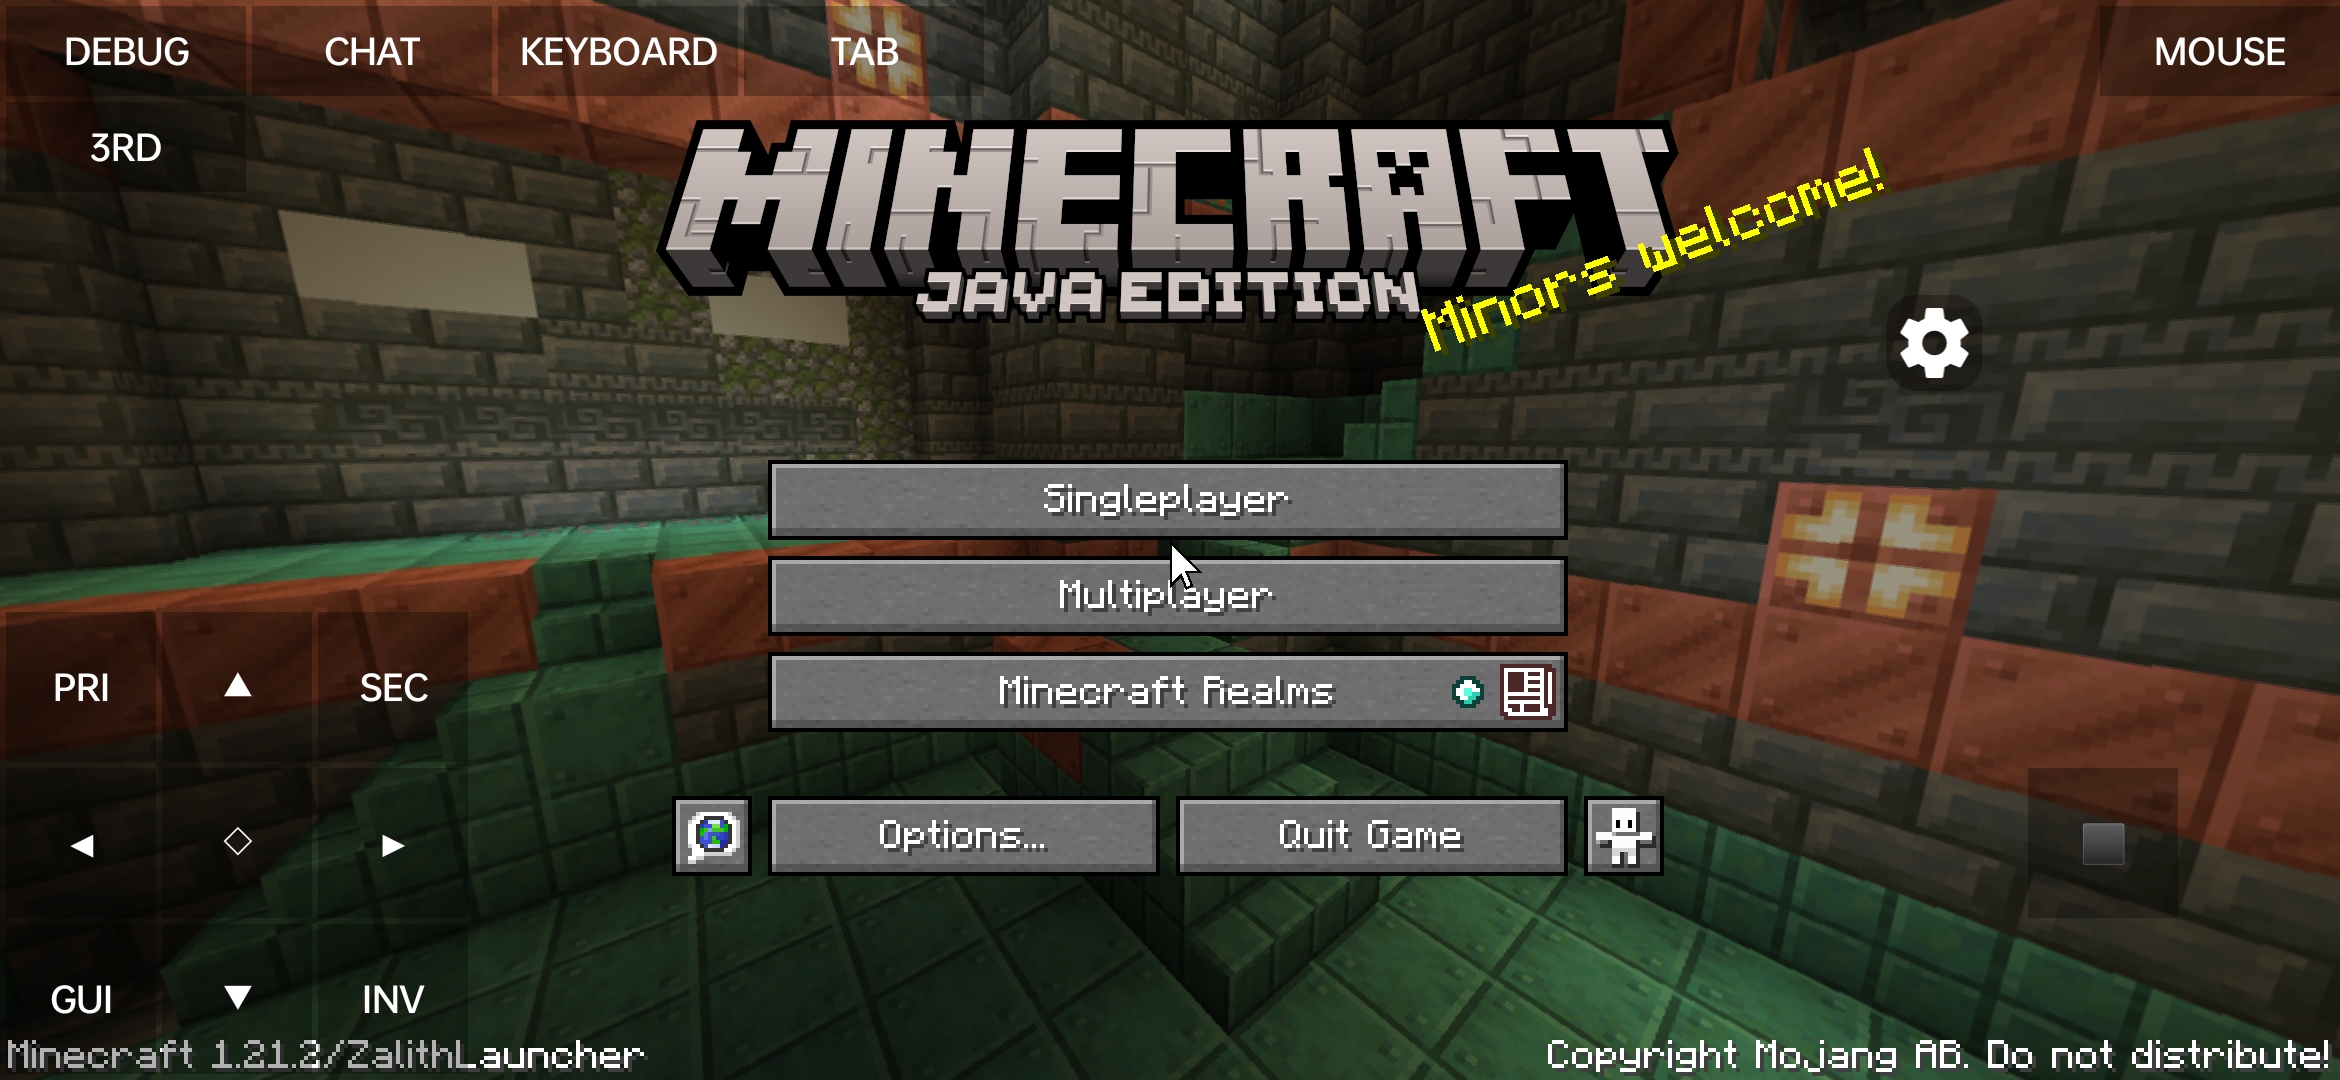 DEBUG CHAT KEYBOARD TAB MOUSE
3RD
MINECRAFT
JAVA EDITION
Minors welcome!
Singleplayer
Multiplayer
Minecraft Realms
PRI ▲ SEC
◀ ◇ ▶
Options... Quit Game
GUI ▼ INV
Minecraft 1.21.2/ZalithLauncher
Copyright Mojang AB. Do not distribute!